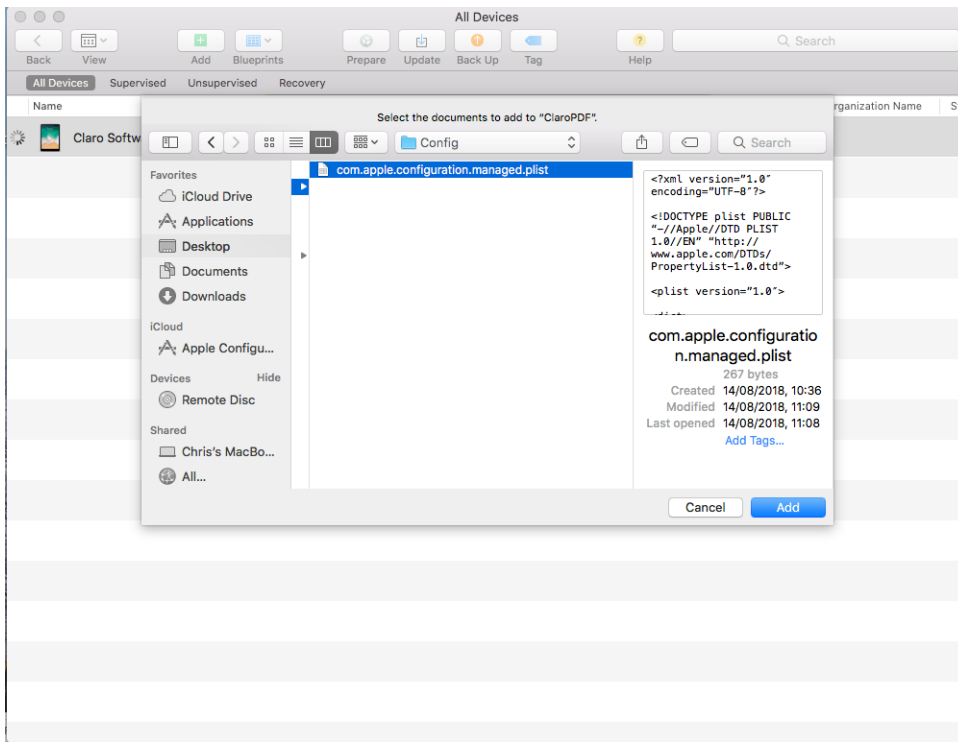 All Devices
Back View Add Blueprints Prepare Update Back Up Tag Help
Search
All Devices Supervised Unsupervised Recovery
Name
rganization Name S
Claro Softw
Select the documents to add to “ClaroPDF”.
Config
Search
Favorites
iCloud Drive
Applications
Desktop
Documents
Downloads
iCloud
Apple Configu...
Devices Hide
Remote Disc
Shared
Chris's MacBo...
All...
com.apple.configuration.managed.plist
<?xml version="1.0"
encoding="UTF-8"?>
<!DOCTYPE plist PUBLIC
"-//Apple//DTD PLIST
1.0//EN" "http://
www.apple.com/DTDs/
PropertyList-1.0.dtd">
<plist version="1.0">
com.apple.configuratio
n.managed.plist
267 bytes
Created 14/08/2018, 10:36
Modified 14/08/2018, 11:09
Last opened 14/08/2018, 11:08
Add Tags...
Cancel Add